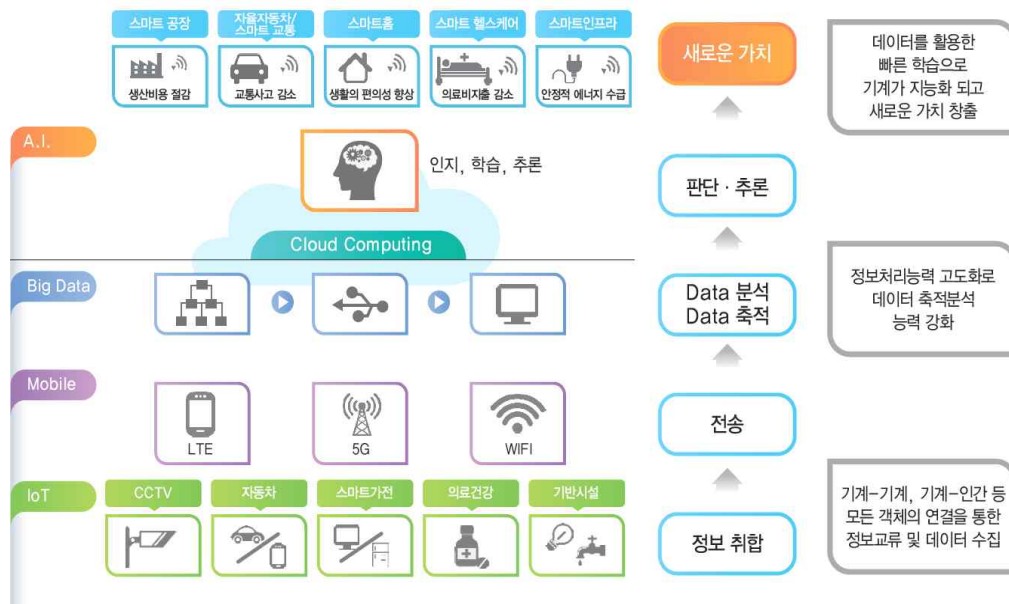 스마트 공장
자율자동차/
스마트 교통
스마트홈
스마트 헬스케어
스마트인프라
생산비용 절감
교통사고 감소
생활의 편의성 향상
의료비지출 감소
안정적 에너지 수급
새로운 가치
데이터를 활용한
빠른 학습으로
기계가 지능화 되고
새로운 가치 창출
A.I.
인지, 학습, 추론
판단 · 추론
Cloud Computing
Big Data
Data 분석
Data 축적
정보처리능력 고도화로
데이터 축적분석
능력 강화
Mobile
LTE
5G
WIFI
전송
IoT
CCTV
자동차
스마트가전
의료건강
기반시설
정보 취합
기계-기계, 기계-인간 등
모든 객체의 연결을 통한
정보교류 및 데이터 수집